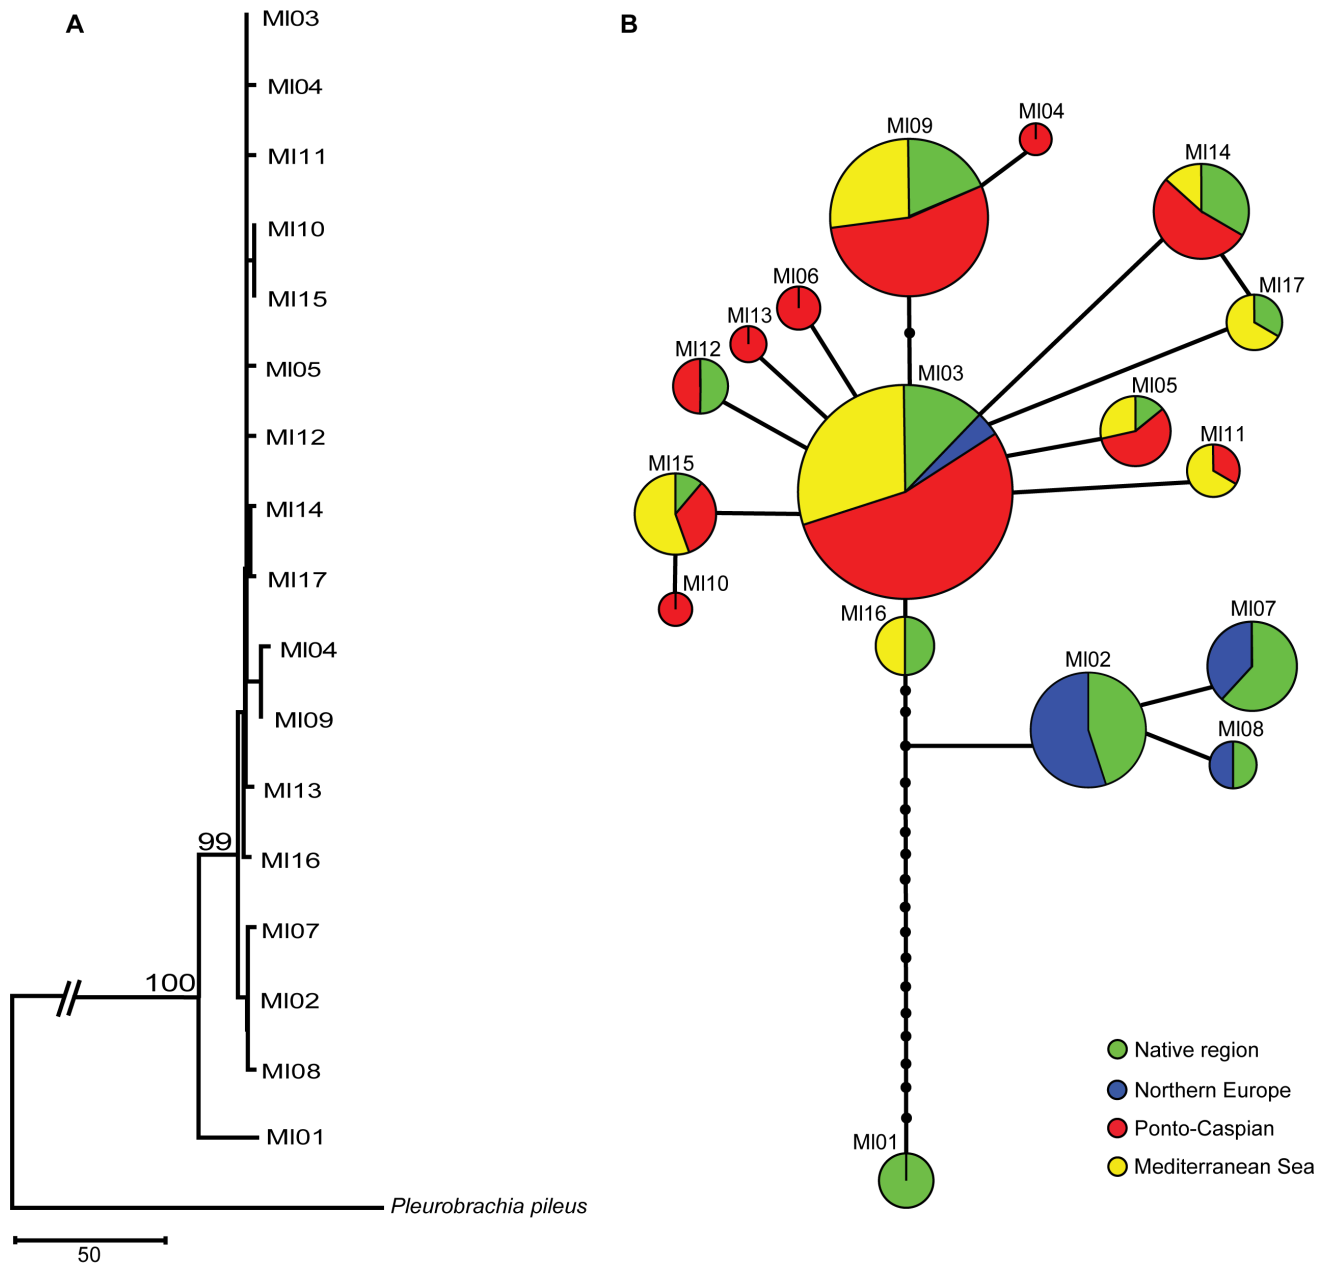 A
MI03
MI04
MI11
MI10
MI15
MI05
MI12
MI14
MI17
MI04
MI09
MI13
99
MI16
MI07
100
MI02
MI08
MI01
Pleurobrachia pileus
50
B
MI04
MI09
MI14
MI06
MI17
MI13
MI12
MI03
MI05
MI11
MI15
MI10
MI16
MI07
MI02
MI08
MI01
Native region
Northern Europe
Ponto-Caspian
Mediterranean Sea